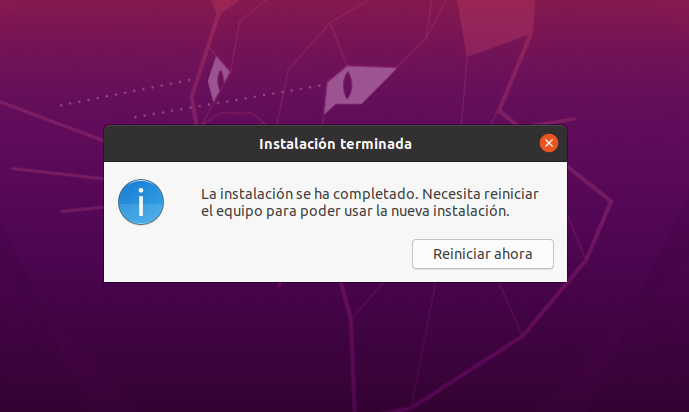 Instalación terminada
La instalación se ha completado. Necesita reiniciar
el equipo para poder usar la nueva instalación.
Reiniciar ahora